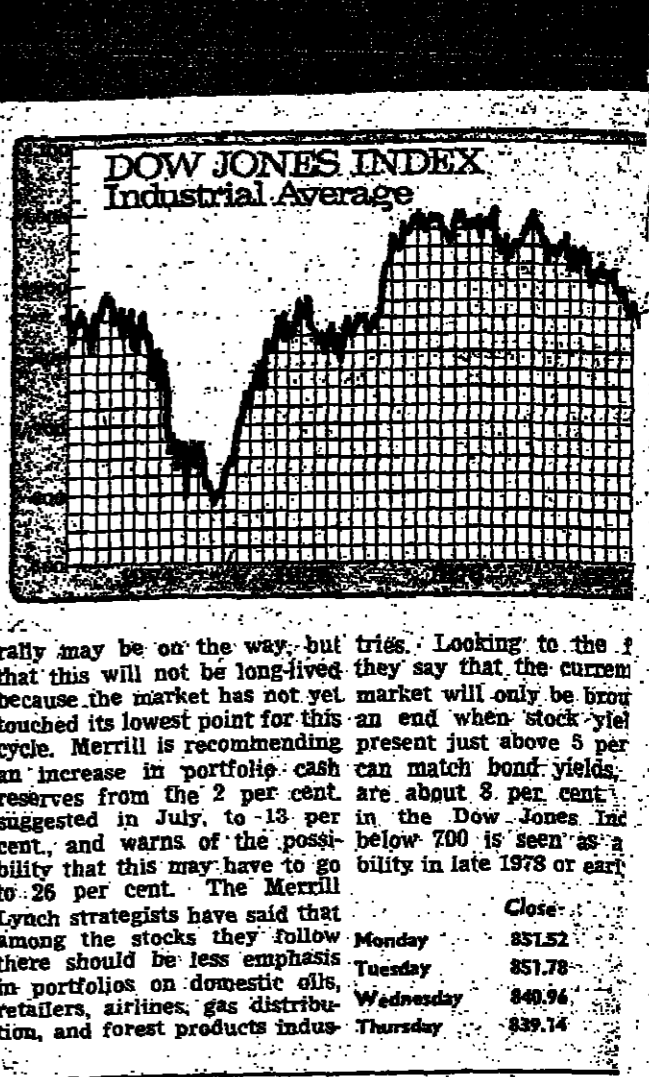 DOW JONES INDEX
Industrial Average
rally may be on the way, but
that this will not be long-lived
because the market has not yet
touched its lowest point for this
cycle. Merrill is recommending
an increase in portfolio cash
reserves from the 2 per cent
suggested in July, to 13 per
cent., and warns of the possi-
bility that this may have to go
to 26 per cent. The Merrill
Lynch strategists have said that
among the stocks they follow
there should be less emphasis
in portfolios on domestic oils,
retailers, airlines, gas distribu-
tion, and forest products indus-
tries. Looking to the
they say that the
market will only be
an end when stock
present just above 5 per
can match bond yields,
are about 8 per cent
in the Dow Jones
below 700 is seen as a
bility in late 1978 or
Close
Monday 851.52
Tuesday 851.78
Wednesday 840.96
Thursday 839.14